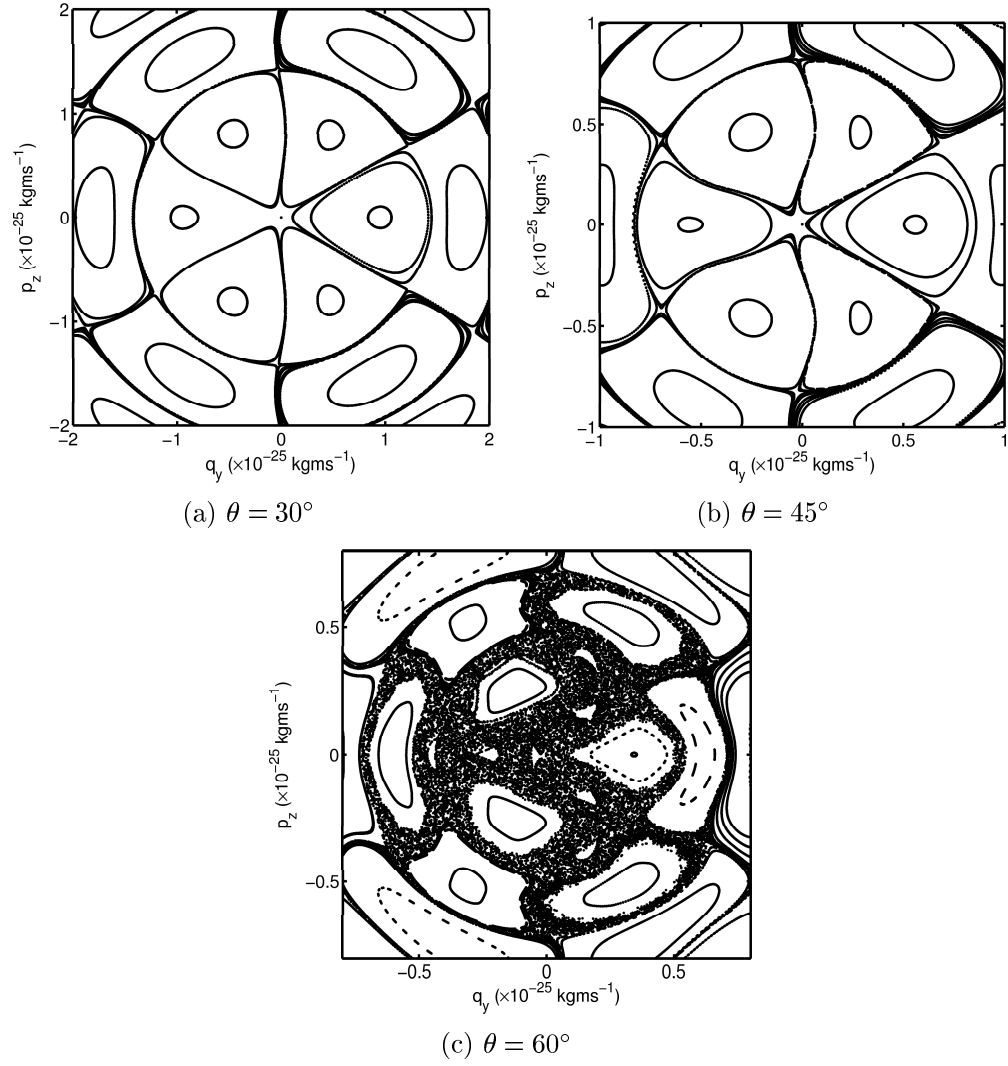 2
1
0
−1
−2
p_z (×10⁻²⁵ kgms⁻¹)
−2 −1 0 1 2
q_y (×10⁻²⁵ kgms⁻¹)
(a) θ = 30°
1
0.5
0
−0.5
−1
p_z (×10⁻²⁵ kgms⁻¹)
−1 −0.5 0 0.5 1
q_y (×10⁻²⁵ kgms⁻¹)
(b) θ = 45°
0.5
0
−0.5
p_z (×10⁻²⁵ kgms⁻¹)
−0.5 0 0.5
q_y (×10⁻²⁵ kgms⁻¹)
(c) θ = 60°